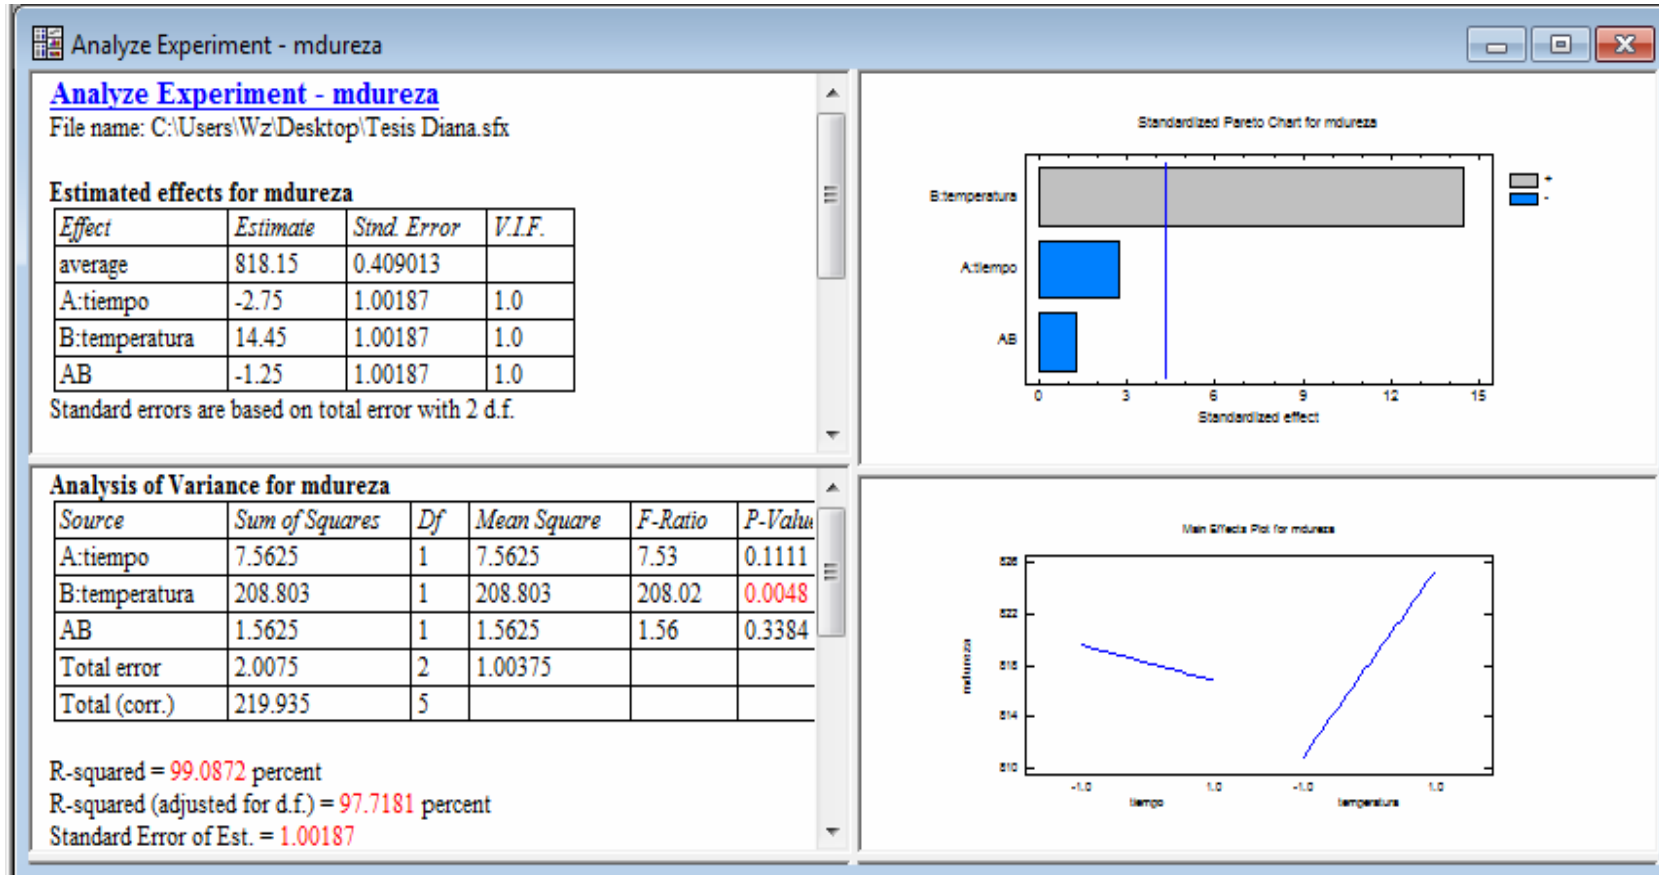 Analyze Experiment - mdureza
Analyze Experiment - mdureza
File name: C:\Users\Wz\Desktop\Tesis Diana.sfx
Estimated effects for mdureza
Effect Estimate Stnd. Error V.I.F.
average 818.15 0.409013
A:tiempo -2.75 1.00187 1.0
B:temperatura 14.45 1.00187 1.0
AB -1.25 1.00187 1.0
Standard errors are based on total error with 2 d.f.
Standardized Pareto Chart for mdureza
B:temperatura
A:tiempo
AB
+
-
0 3 6 9 12 15
Standardized effect
Analysis of Variance for mdureza
Source Sum of Squares Df Mean Square F-Ratio P-Value
A:tiempo 7.5625 1 7.5625 7.53 0.1111
B:temperatura 208.803 1 208.803 208.02 0.0048
AB 1.5625 1 1.5625 1.56 0.3384
Total error 2.0075 2 1.00375
Total (corr.) 219.935 5
R-squared = 99.0872 percent
R-squared (adjusted for d.f.) = 97.7181 percent
Standard Error of Est. = 1.00187
Main Effects Plot for mdureza
826
822
818
814
810
mdureza
-1.0 1.0 -1.0 1.0
tiempo temperatura